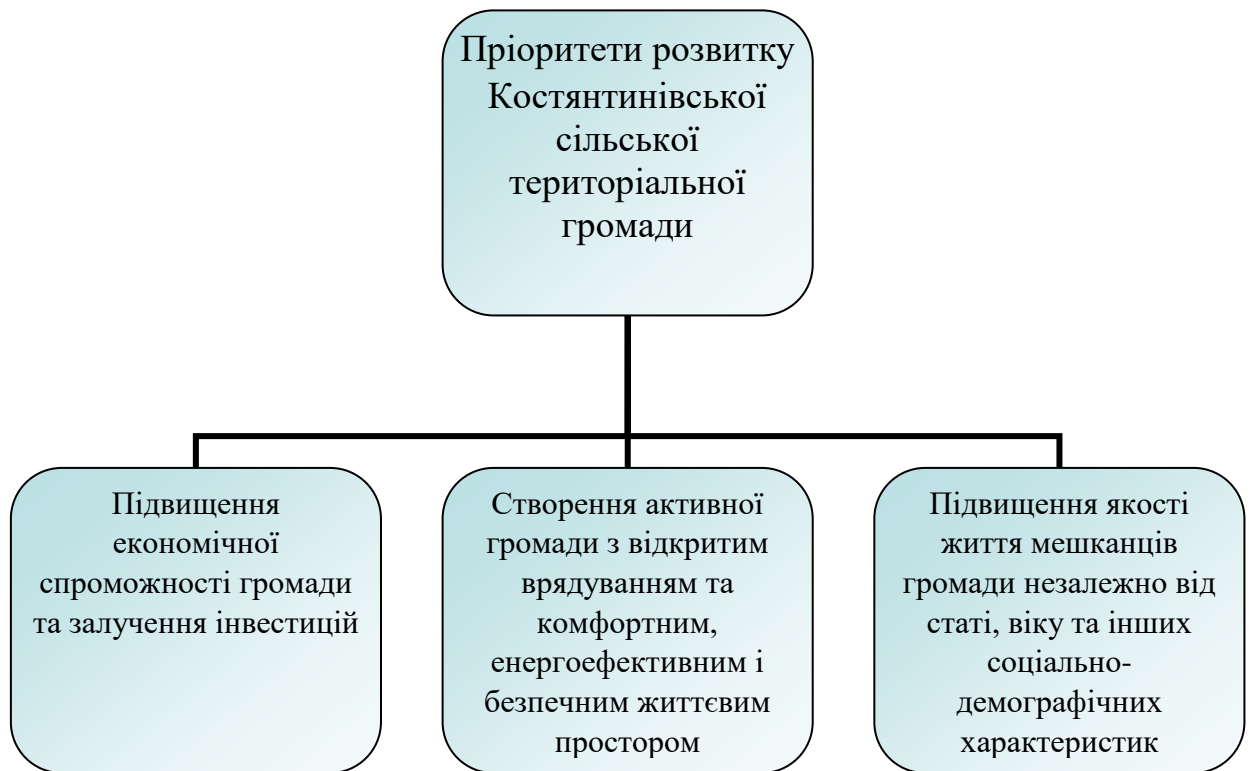 Пріоритети розвитку
Костянтинівської
сільської
територіальної
громади
Підвищення
економічної
спроможності громади
та залучення інвестицій
Створення активної
громади з відкритим
врядуванням та
комфортним,
енергоефективним і
безпечним життєвим
простором
Підвищення якості
життя мешканців
громади незалежно від
статі, віку та інших
соціально-
демографічних
характеристик